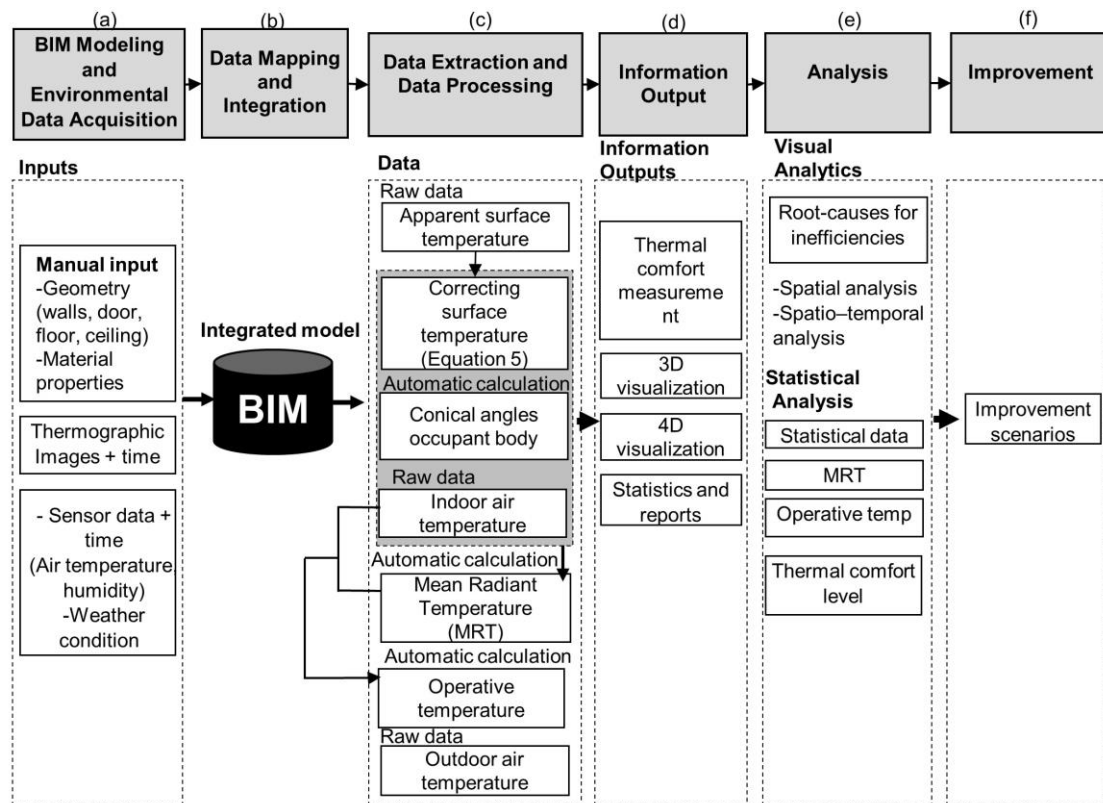 (a)
BIM Modeling
and
Environmental
Data Acquisition
(b)
Data Mapping
and
Integration
(c)
Data Extraction and
Data Processing
(d)
Information
Output
(e)
Analysis
(f)
Improvement
Inputs
Manual input
-Geometry
(walls, door,
floor, ceiling)
-Material
properties
Thermographic
Images + time
- Sensor data +
time
(Air temperature,
humidity)
-Weather
condition
Integrated model
BIM
Data
Raw data
Apparent surface
temperature
Correcting
surface
temperature
(Equation 5)
Automatic calculation
Conical angles
occupant body
Raw data
Indoor air
temperature
Automatic calculation
Mean Radiant
Temperature
(MRT)
Automatic calculation
Operative
temperature
Raw data
Outdoor air
temperature
Information
Outputs
Thermal
comfort
measureme
nt
3D
visualization
4D
visualization
Statistics and
reports
Visual
Analytics
Root-causes for
inefficiencies
-Spatial analysis
-Spatio–temporal
analysis
Statistical
Analysis
Statistical data
MRT
Operative temp
Thermal comfort
level
Improvement
scenarios